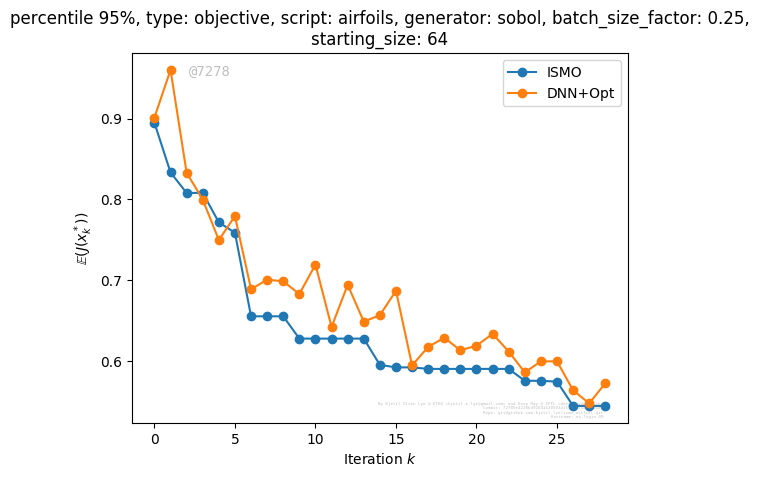 percentile 95%, type: objective, script: airfoils, generator: sobol, batch_size_factor: 0.25,
starting_size: 64
@7278
ISMO
DNN+Opt
0.9
0.8
0.7
0.6
𝔼(J(x_k^*))
0 5 10 15 20 25
Iteration k